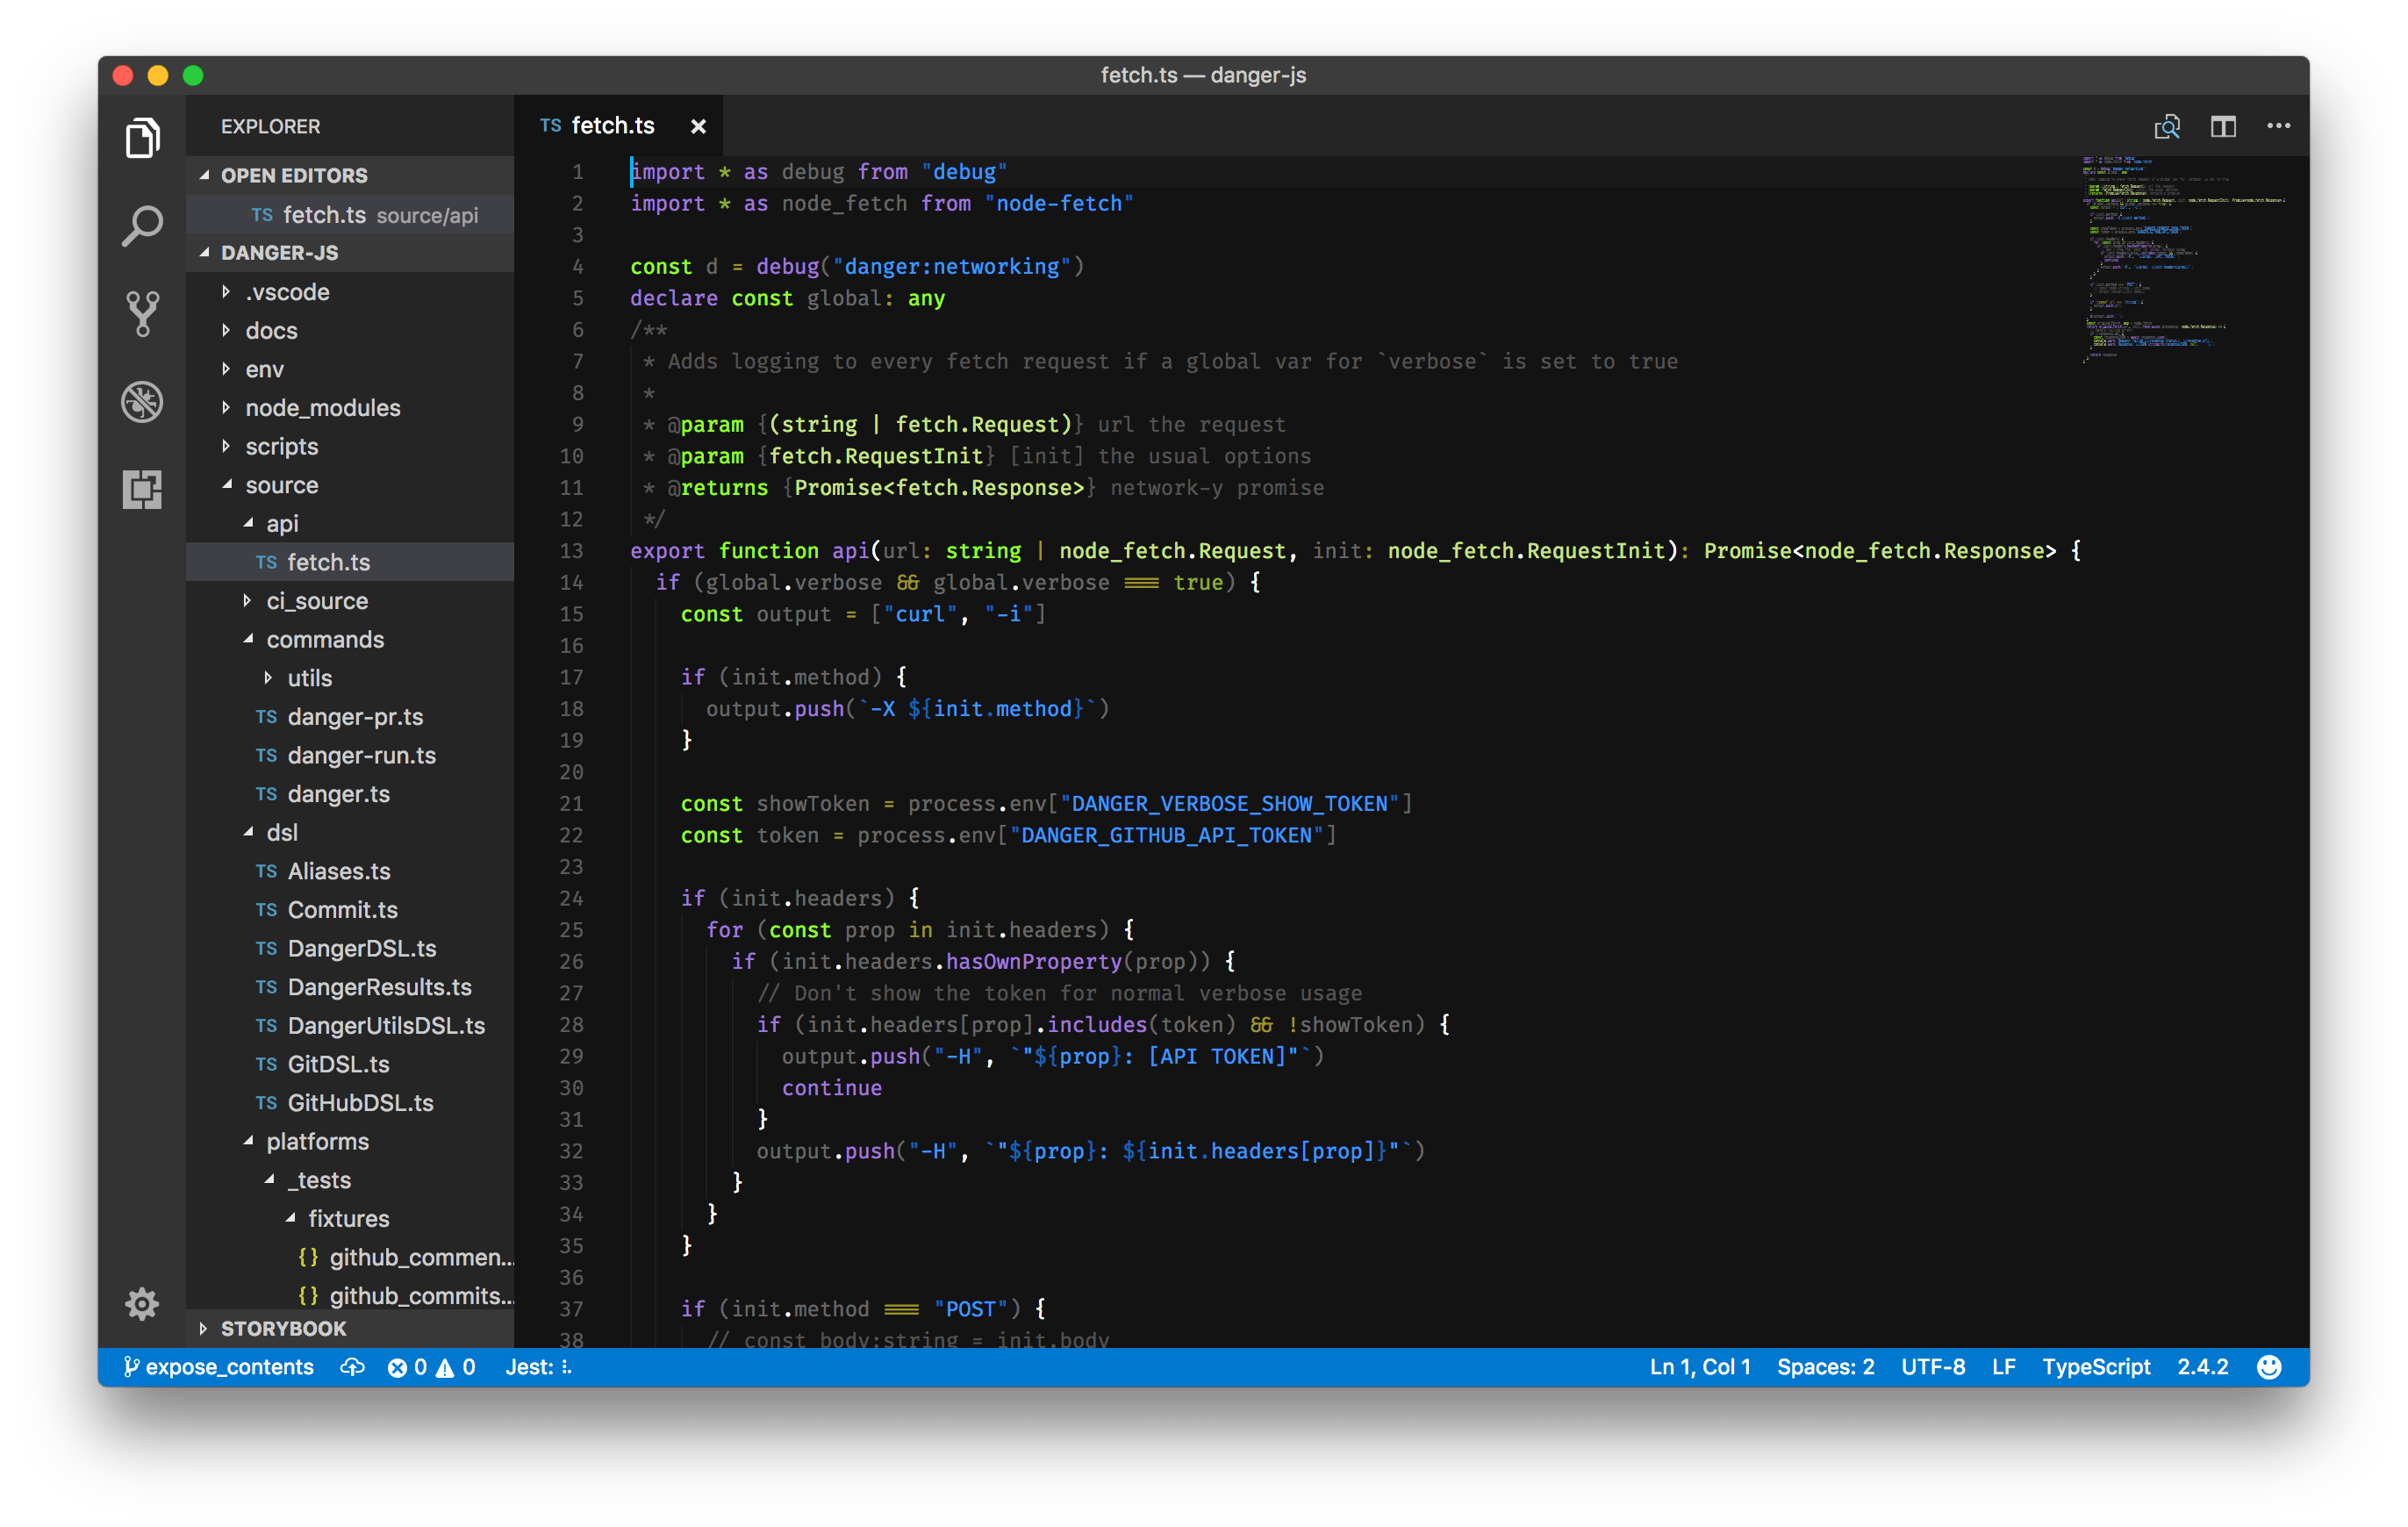 fetch.ts — danger-js
EXPLORER
OPEN EDITORS
TS fetch.ts source/api
DANGER-JS
.vscode
docs
env
node_modules
scripts
source
api
TS fetch.ts
ci_source
commands
utils
TS danger-pr.ts
TS danger-run.ts
TS danger.ts
dsl
TS Aliases.ts
TS Commit.ts
TS DangerDSL.ts
TS DangerResults.ts
TS DangerUtilsDSL.ts
TS GitDSL.ts
TS GitHubDSL.ts
platforms
_tests
fixtures
{} github_commen...
{} github_commits...
STORYBOOK
TS fetch.ts
1 import * as debug from "debug"
2 import * as node_fetch from "node-fetch"
3
4 const d = debug("danger:networking")
5 declare const global: any
6 /**
7  * Adds logging to every fetch request if a global var for `verbose` is set to true
8  *
9  * @param {(string | fetch.Request)} url the request
10  * @param {fetch.RequestInit} [init] the usual options
11  * @returns {Promise<fetch.Response>} network-y promise
12  */
13 export function api(url: string | node_fetch.Request, init: node_fetch.RequestInit): Promise<node_fetch.Response> {
14   if (global.verbose && global.verbose === true) {
15     const output = ["curl", "-i"]
16
17     if (init.method) {
18       output.push(`-X ${init.method}`)
19     }
20
21     const showToken = process.env["DANGER_VERBOSE_SHOW_TOKEN"]
22     const token = process.env["DANGER_GITHUB_API_TOKEN"]
23
24     if (init.headers) {
25       for (const prop in init.headers) {
26         if (init.headers.hasOwnProperty(prop)) {
27           // Don't show the token for normal verbose usage
28           if (init.headers[prop].includes(token) && !showToken) {
29             output.push("-H", `"${prop}: [API TOKEN]"`)
30             continue
31           }
32           output.push("-H", `"${prop}: ${init.headers[prop]}"`)
33         }
34       }
35     }
36
37     if (init.method === "POST") {
38       // const body:string = init.body
expose_contents 0 0 Jest: Ln 1, Col 1 Spaces: 2 UTF-8 LF TypeScript 2.4.2